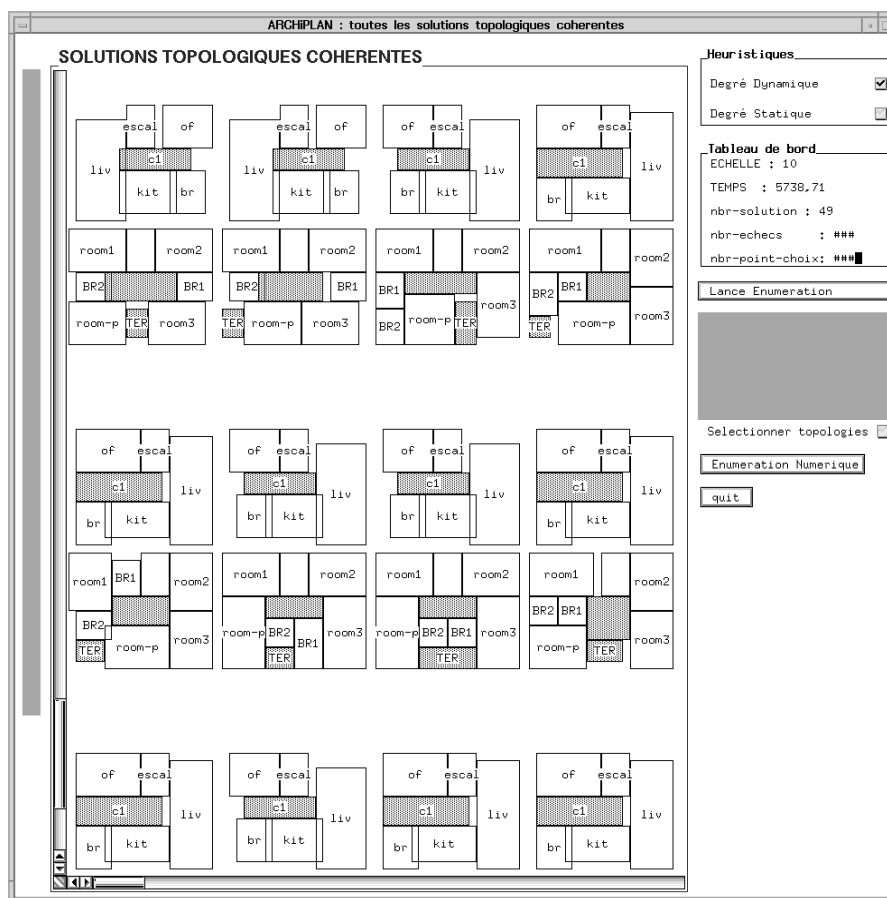 ARCHiPLAN : toutes les solutions topologiques coherentes
SOLUTIONS TOPOLOGIQUES COHERENTES
escal of
liv c1
kit br
escal of
liv c1
kit br
of escal
c1 liv
br kit
of escal
c1 liv
br kit
room1 room2
BR2 BR1
room-p TER room3
room1 room2
BR2 BR1
TER room-p room3
room1 room2
BR1
room-p TER room3
BR2
room1 room2
BR2 BR1
TER room-p room3
of escal
c1 liv
br kit
of escal
c1 liv
br kit
of escal
c1 liv
br kit
of escal
c1 liv
br kit
room1 BR1 room2
BR2
TER room-p room3
room1 room2
room-p BR2 BR1 room3
TER
room1 room2
room-p BR2 BR1 room3
TER
room1 room2
BR2 BR1
room-p TER room3
of escal
c1 liv
br kit
of escal
c1 liv
br kit
of escal
c1 liv
br kit
of escal
c1 liv
br kit
Heuristiques
Degré Dynamique
Degré Statique
Tableau de bord
ECHELLE : 10
TEMPS : 5738,71
nbr-solution : 49
nbr-echecs : ###
nbr-point-choix: ###
Lance Enumeration
Selectionner topologies
Enumeration Numerique
quit